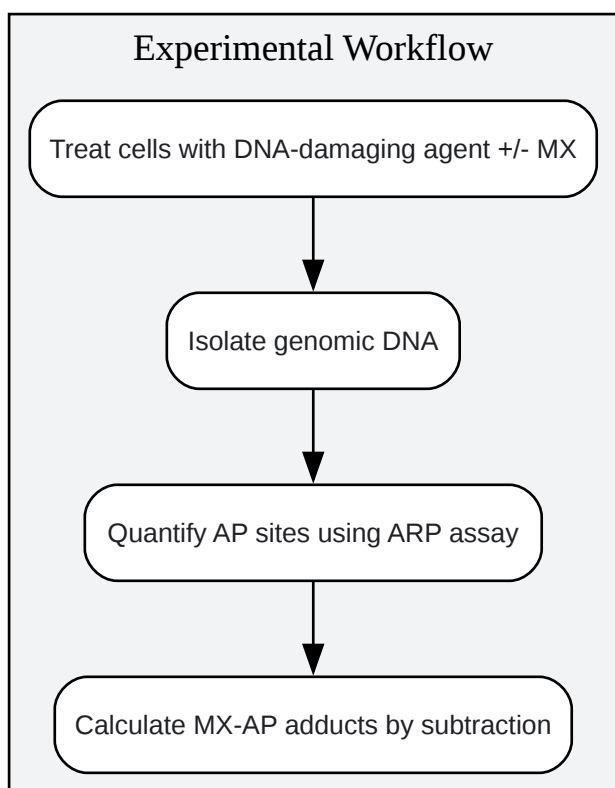 Experimental Workflow
Treat cells with DNA-damaging agent +/- MX
Isolate genomic DNA
Quantify AP sites using ARP assay
Calculate MX-AP adducts by subtraction